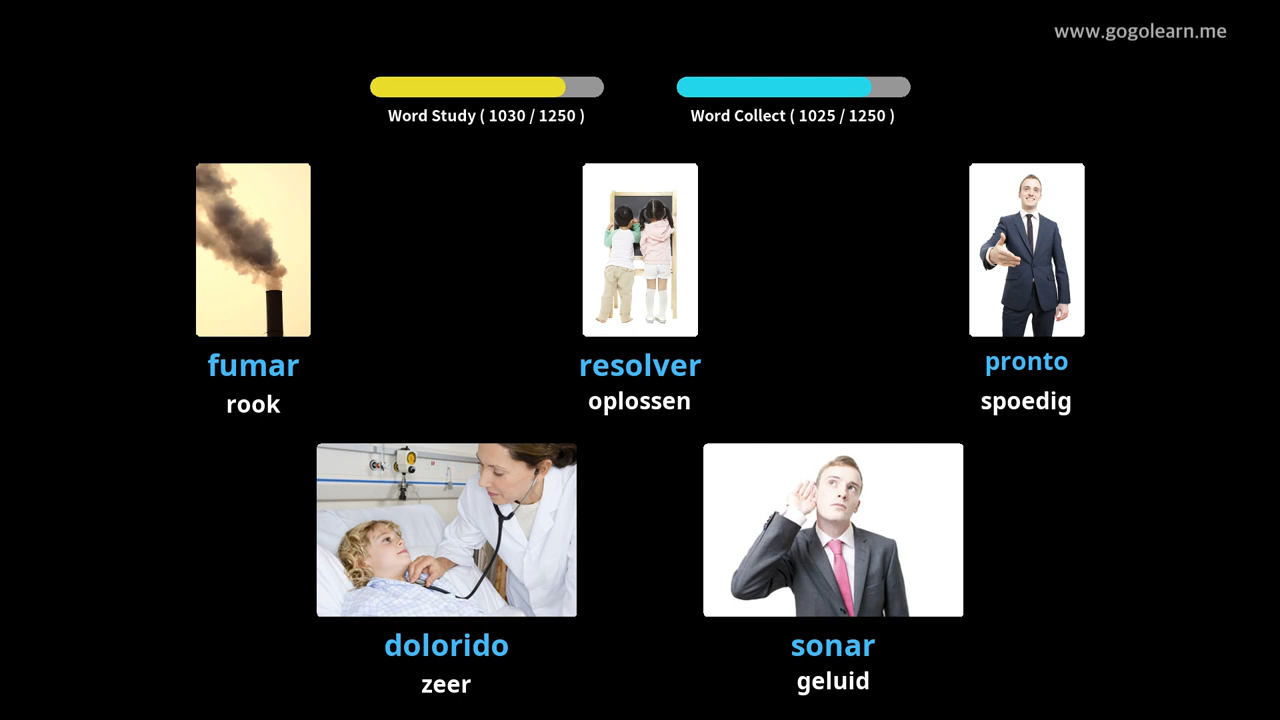 www.gogolearn.me
Word Study ( 1030 / 1250 )
Word Collect ( 1025 / 1250 )
fumar
rook
resolver
oplossen
pronto
spoedig
dolorido
zeer
sonar
geluid